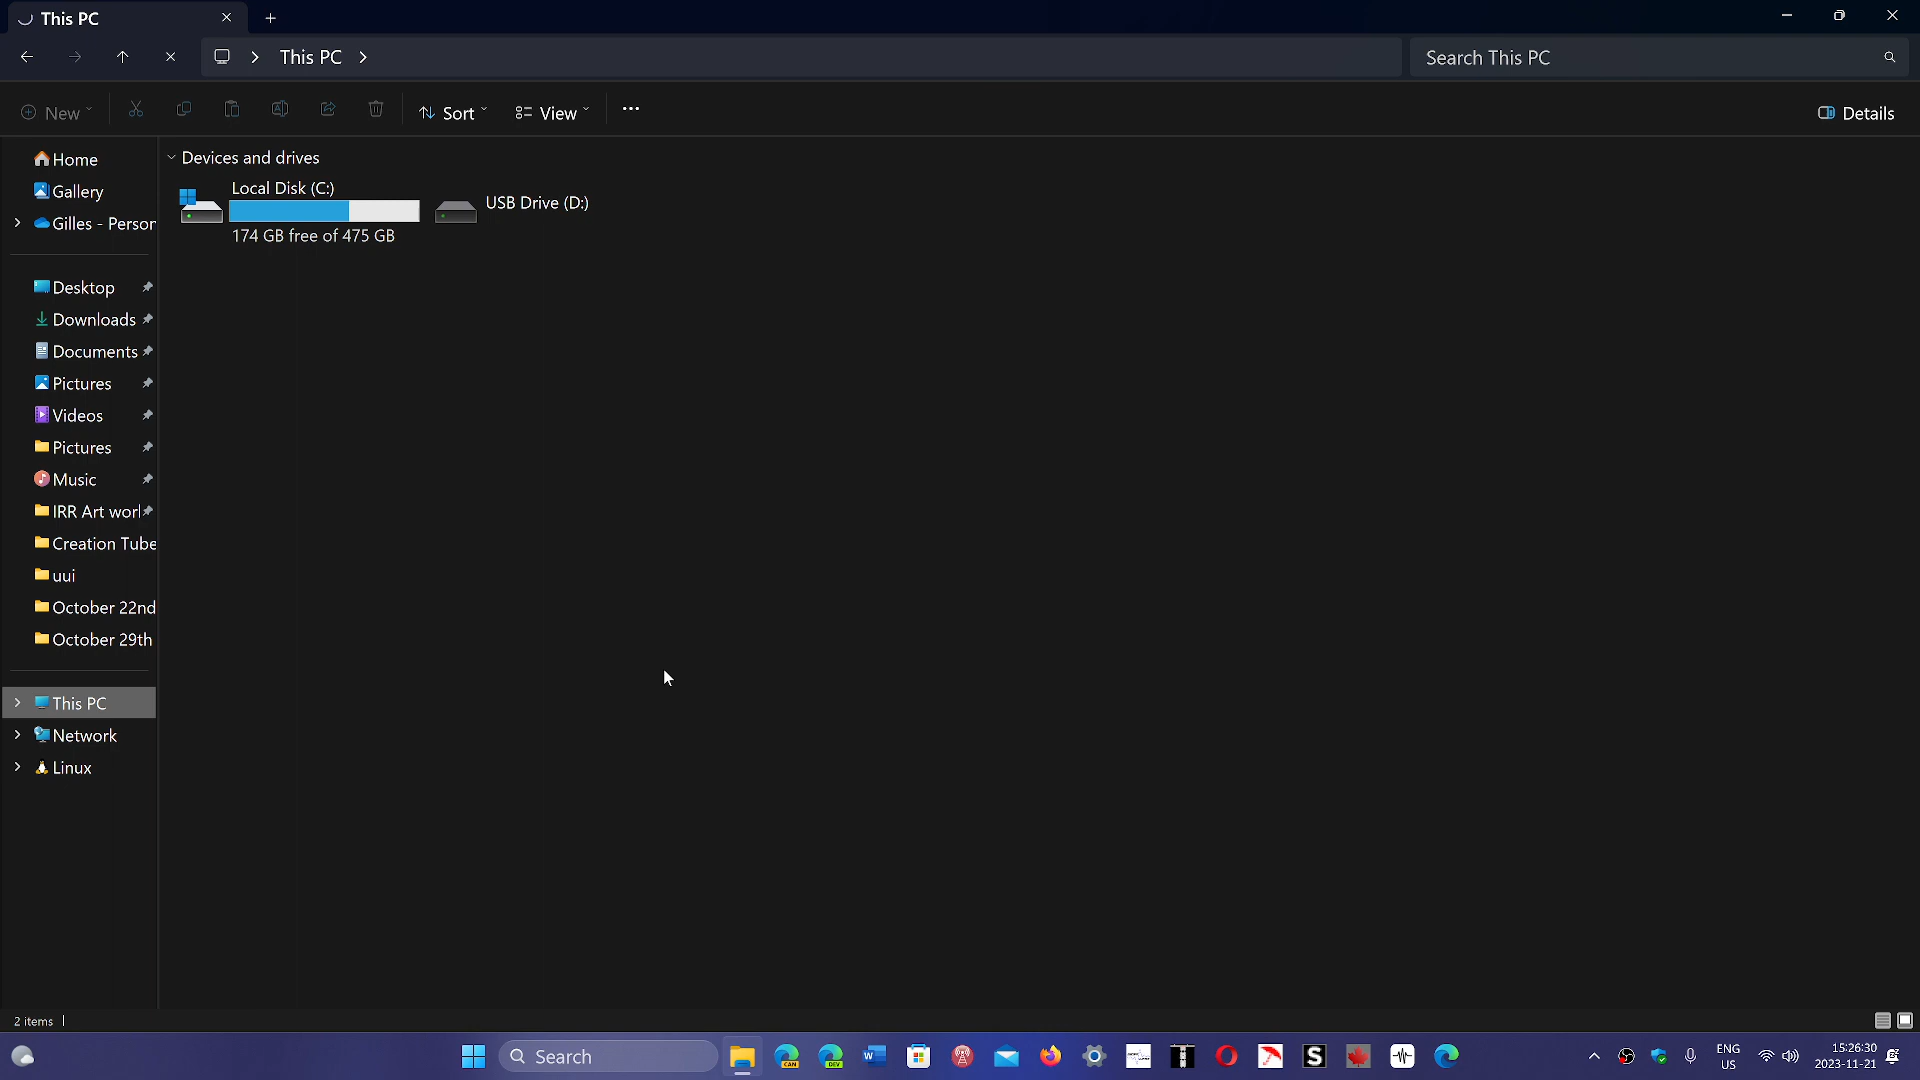 This PC
This PC
Search This PC
New
Sort
View
Details
Home
Gallery
Gilles - Person
Desktop
Downloads
Documents
Pictures
Videos
Pictures
Music
IRR Art worl
Creation Tube
uui
October 22nd
October 29th
This PC
Network
Linux
Devices and drives
Local Disk (C:)
174 GB free of 475 GB
USB Drive (D:)
2 items
Search
CAN
DEV
W
S
ENG
US
15:26:30
2023-11-21